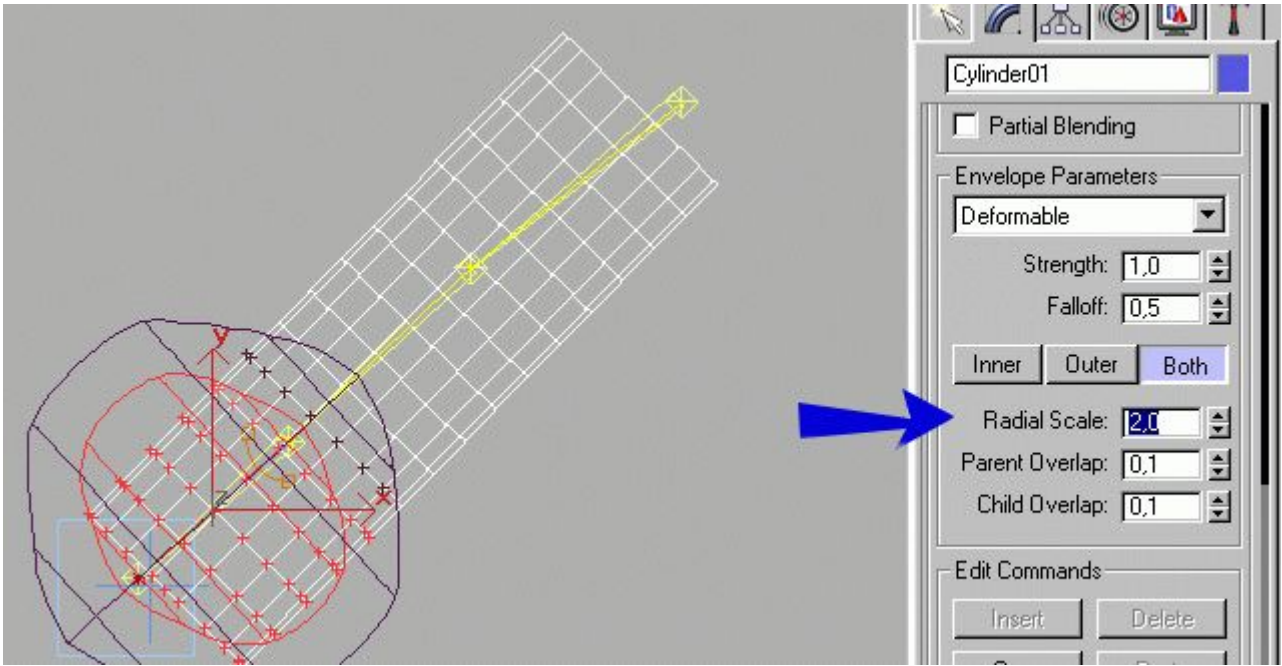 Cylinder01
Partial Blending
Envelope Parameters
Deformable
Strength: 1,0
Falloff: 0,5
Inner Outer Both
Radial Scale: 2,0
Parent Overlap: 0,1
Child Overlap: 0,1
Edit Commands
Insert Delete
y
z
x